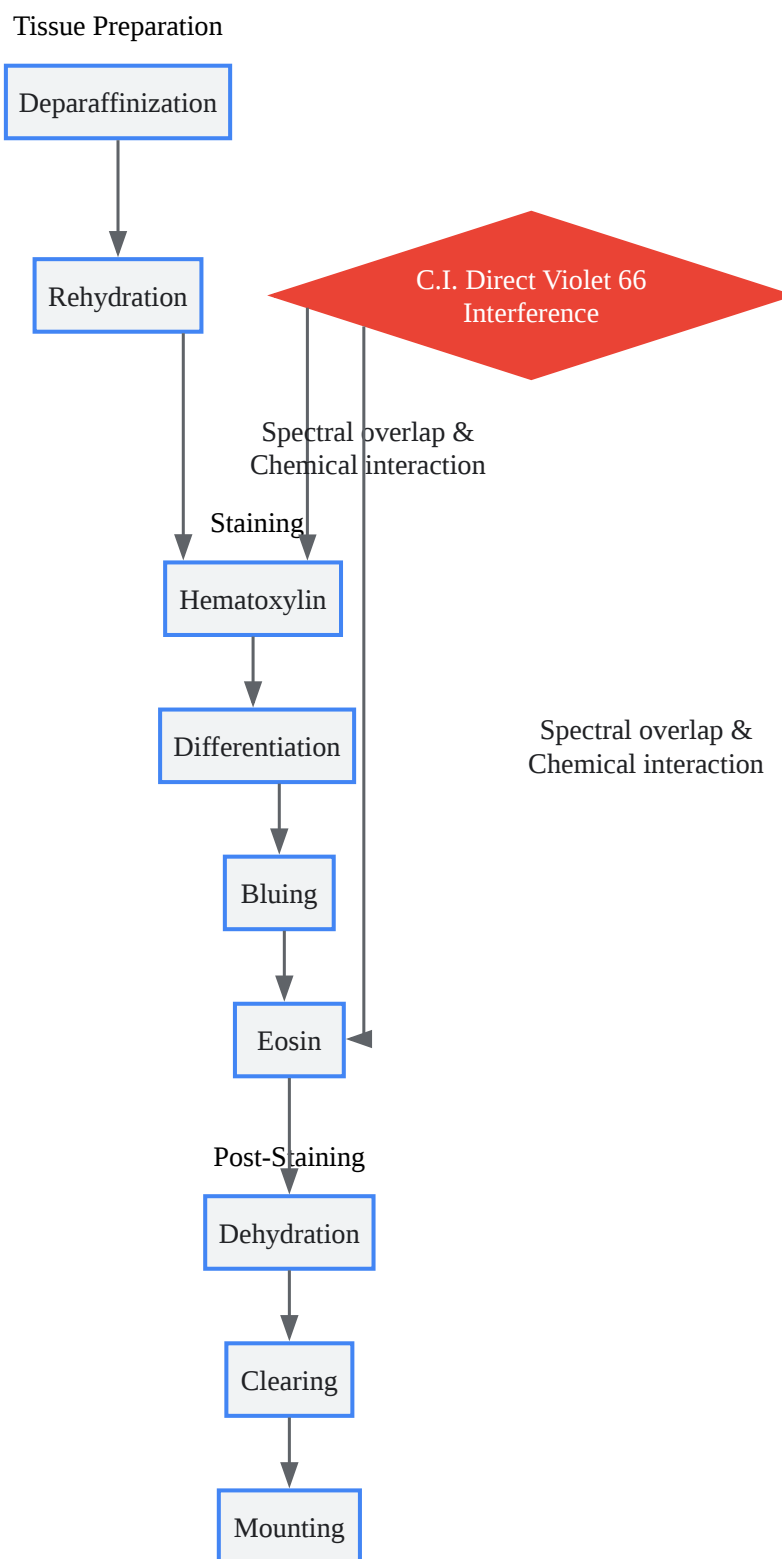 Tissue Preparation
Deparaffinization
Rehydration
C.I. Direct Violet 66
Interference
Spectral overlap &
Chemical interaction
Staining
Hematoxylin
Differentiation
Spectral overlap &
Chemical interaction
Bluing
Eosin
Post-Staining
Dehydration
Clearing
Mounting